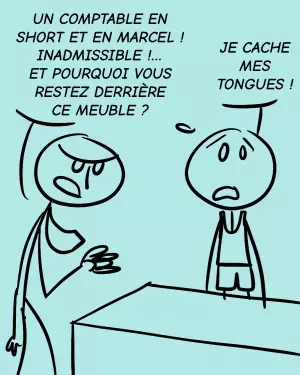 UN COMPTABLE EN
SHORT ET EN MARCEL !
INADMISSIBLE !...
ET POURQUOI VOUS
RESTEZ DERRIÈRE
CE MEUBLE ?
JE CACHE
MES
TONGUES !